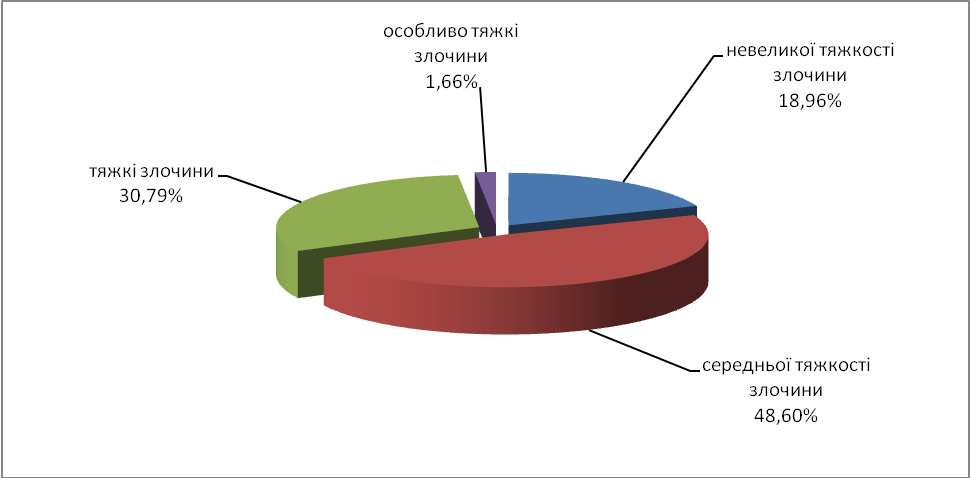 особливо тяжкі
злочини
1,66%
невеликої тяжкості
злочини
18,96%
тяжкі злочини
30,79%
середньої тяжкості
злочини
48,60%